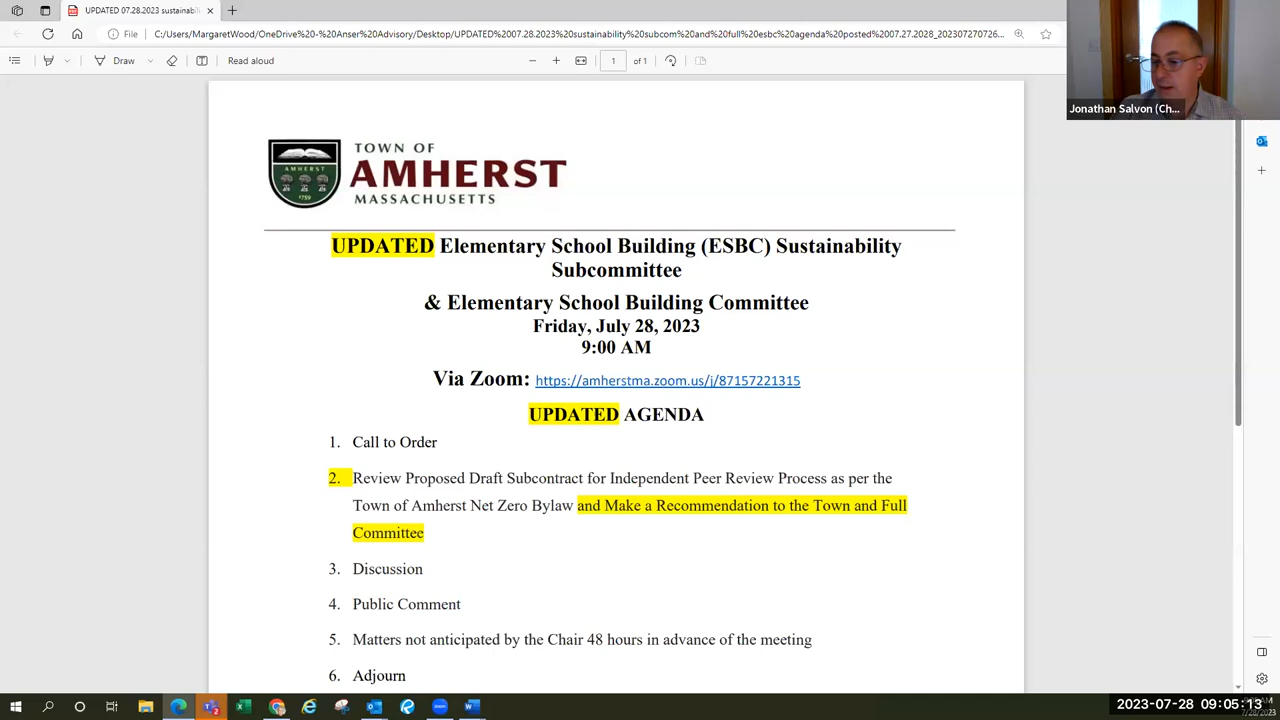 UPDATED 07.28.2023 sustainabili
File
C:/Users/MargaretWood/OneDrive%20-%20Anser%20Advisory/Desktop/UPDATED%2007.28.2023%20sustainability%20subcom%20and%20full%20esbc%20agenda%20posted%2007.27.2028_202307270726...
Draw
Read aloud
1 of 1
Jonathan Salvon (Ch...
TOWN OF
AMHERST
MASSACHUSETTS
AMHERST
1759
UPDATED Elementary School Building (ESBC) Sustainability
Subcommittee
& Elementary School Building Committee
Friday, July 28, 2023
9:00 AM
Via Zoom: https://amherstma.zoom.us/j/87157221315
UPDATED AGENDA
1. Call to Order
2. Review Proposed Draft Subcontract for Independent Peer Review Process as per the
Town of Amherst Net Zero Bylaw and Make a Recommendation to the Town and Full
Committee
3. Discussion
4. Public Comment
5. Matters not anticipated by the Chair 48 hours in advance of the meeting
6. Adjourn
2023-07-28 09:05:13